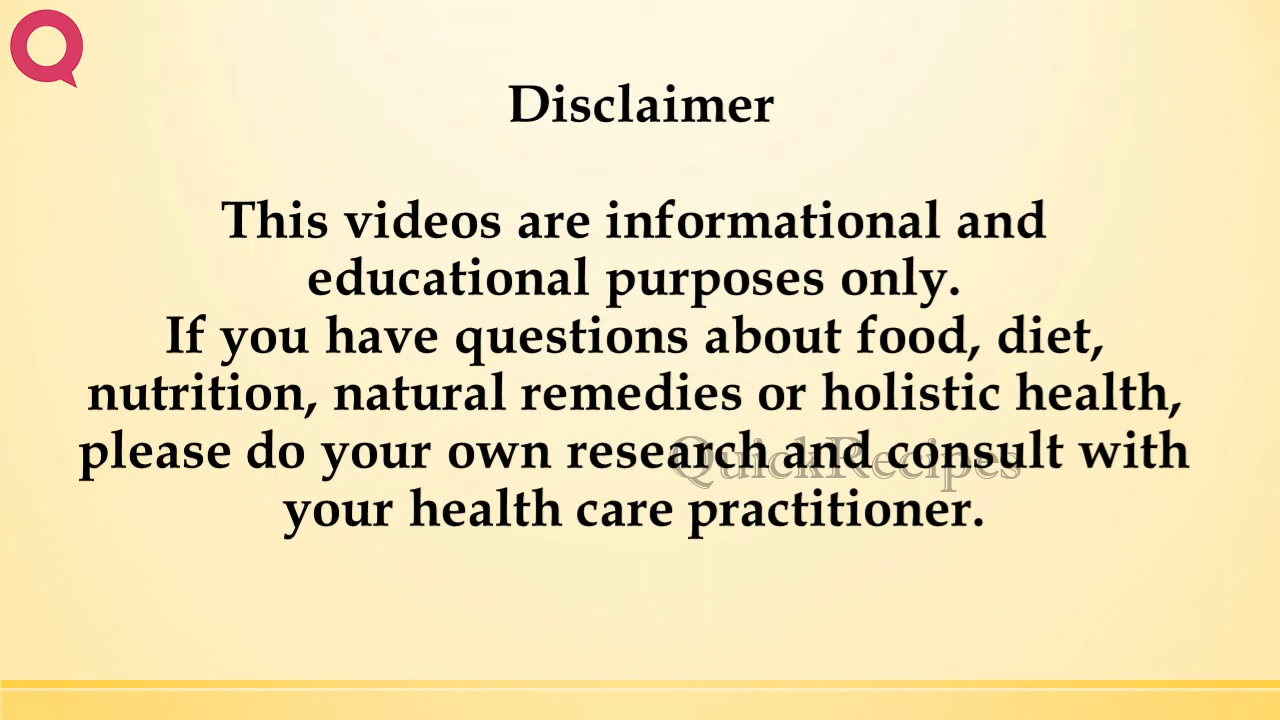 Disclaimer
This videos are informational and
educational purposes only.
If you have questions about food, diet,
nutrition, natural remedies or holistic health,
please do your own research and consult with
QuickRecipes
your health care practitioner.